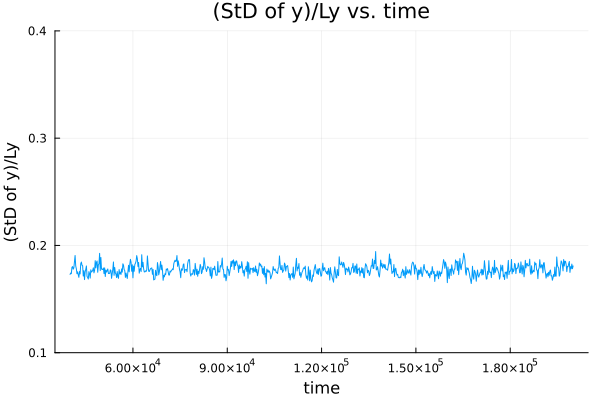 (StD of y)/Ly vs. time
(StD of y)/Ly
0.4
0.3
0.2
0.1
6.00×10⁴ 9.00×10⁴ 1.20×10⁵ 1.50×10⁵ 1.80×10⁵
time